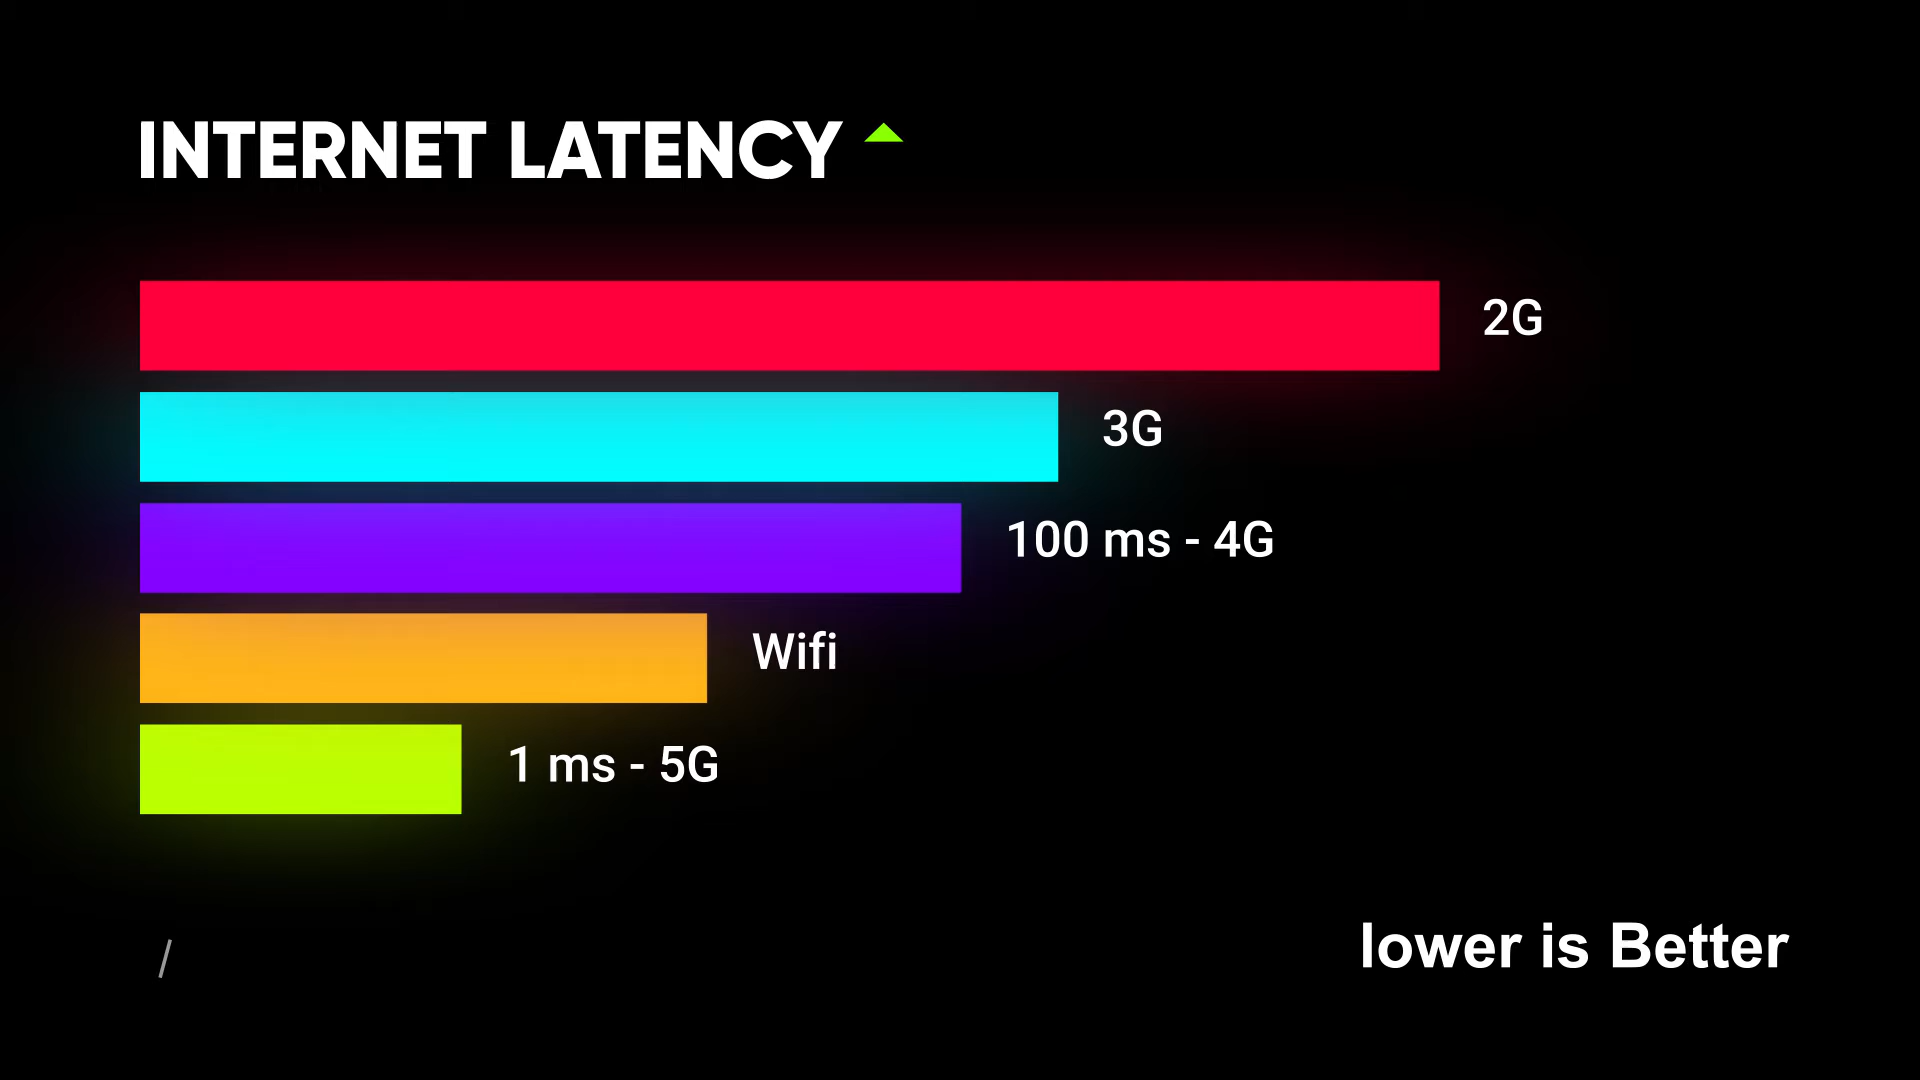 INTERNET LATENCY
2G
3G
100 ms - 4G
Wifi
1 ms - 5G
/
lower is Better